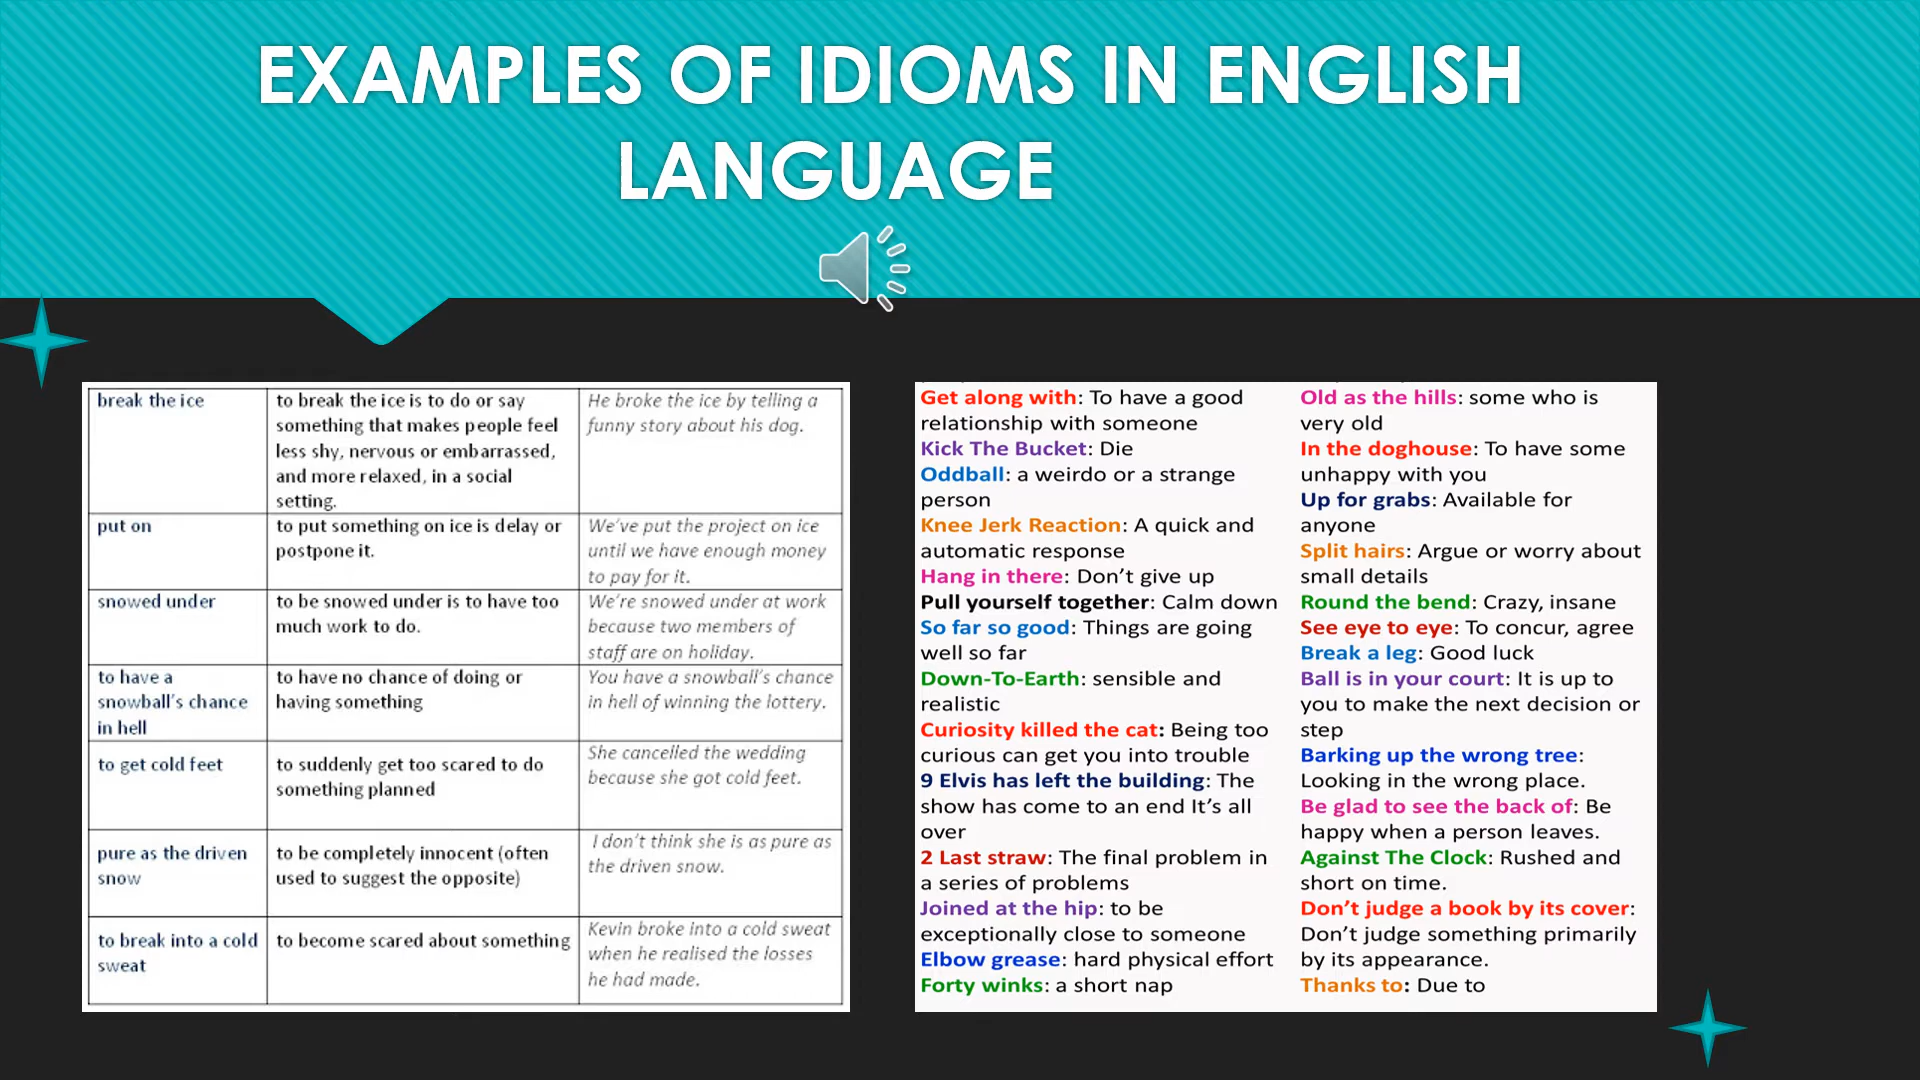 EXAMPLES OF IDIOMS IN ENGLISH
LANGUAGE
break the ice
to break the ice is to do or say
something that makes people feel
less shy, nervous or embarrassed,
and more relaxed, in a social
setting.
He broke the ice by telling a
funny story about his dog.
put on
to put something on ice is delay or
postpone it.
We've put the project on ice
until we have enough money
to pay for it.
snowed under
to be snowed under is to have too
much work to do.
We're snowed under at work
because two members of
staff are on holiday.
to have a
snowball's chance
in hell
to have no chance of doing or
having something
You have a snowball's chance
in hell of winning the lottery.
to get cold feet
to suddenly get too scared to do
something planned
She cancelled the wedding
because she got cold feet.
pure as the driven
snow
to be completely innocent (often
used to suggest the opposite)
I don't think she is as pure as
the driven snow.
to break into a cold
sweat
to become scared about something
Kevin broke into a cold sweat
when he realised the losses
he had made.
Get along with: To have a good
relationship with someone
Kick The Bucket: Die
Oddball: a weirdo or a strange
person
Knee Jerk Reaction: A quick and
automatic response
Hang in there: Don’t give up
Pull yourself together: Calm down
So far so good: Things are going
well so far
Down-To-Earth: sensible and
realistic
Curiosity killed the cat: Being too
curious can get you into trouble
9 Elvis has left the building: The
show has come to an end It’s all
over
2 Last straw: The final problem in
a series of problems
Joined at the hip: to be
exceptionally close to someone
Elbow grease: hard physical effort
Forty winks: a short nap
Old as the hills: some who is
very old
In the doghouse: To have some
unhappy with you
Up for grabs: Available for
anyone
Split hairs: Argue or worry about
small details
Round the bend: Crazy, insane
See eye to eye: To concur, agree
Break a leg: Good luck
Ball is in your court: It is up to
you to make the next decision or
step
Barking up the wrong tree:
Looking in the wrong place.
Be glad to see the back of: Be
happy when a person leaves.
Against The Clock: Rushed and
short on time.
Don’t judge a book by its cover:
Don’t judge something primarily
by its appearance.
Thanks to: Due to